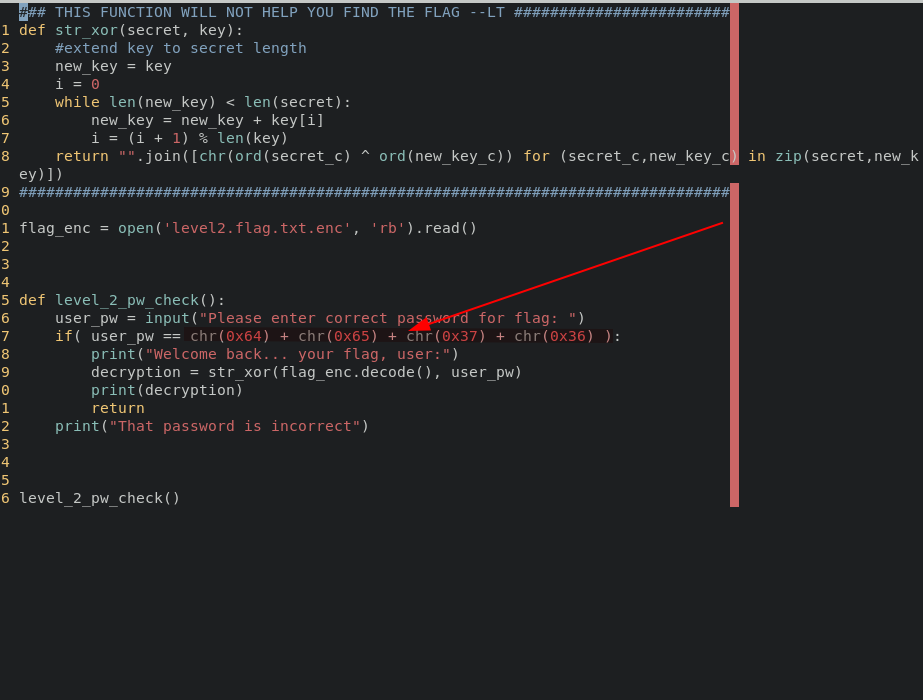 ### THIS FUNCTION WILL NOT HELP YOU FIND THE FLAG --LT ########################
1 def str_xor(secret, key):
2     #extend key to secret length
3     new_key = key
4     i = 0
5     while len(new_key) < len(secret):
6         new_key = new_key + key[i]
7         i = (i + 1) % len(key)
8     return "".join([chr(ord(secret_c) ^ ord(new_key_c)) for (secret_c,new_key_c) in zip(secret,new_k
ey)])
9 ###############################################################################
0
1 flag_enc = open('level2.flag.txt.enc', 'rb').read()
2
3
4
5 def level_2_pw_check():
6     user_pw = input("Please enter correct password for flag: ")
7     if( user_pw == chr(0x64) + chr(0x65) + chr(0x37) + chr(0x36) ):
8         print("Welcome back... your flag, user:")
9         decryption = str_xor(flag_enc.decode(), user_pw)
0         print(decryption)
1         return
2     print("That password is incorrect")
3
4
5
6 level_2_pw_check()